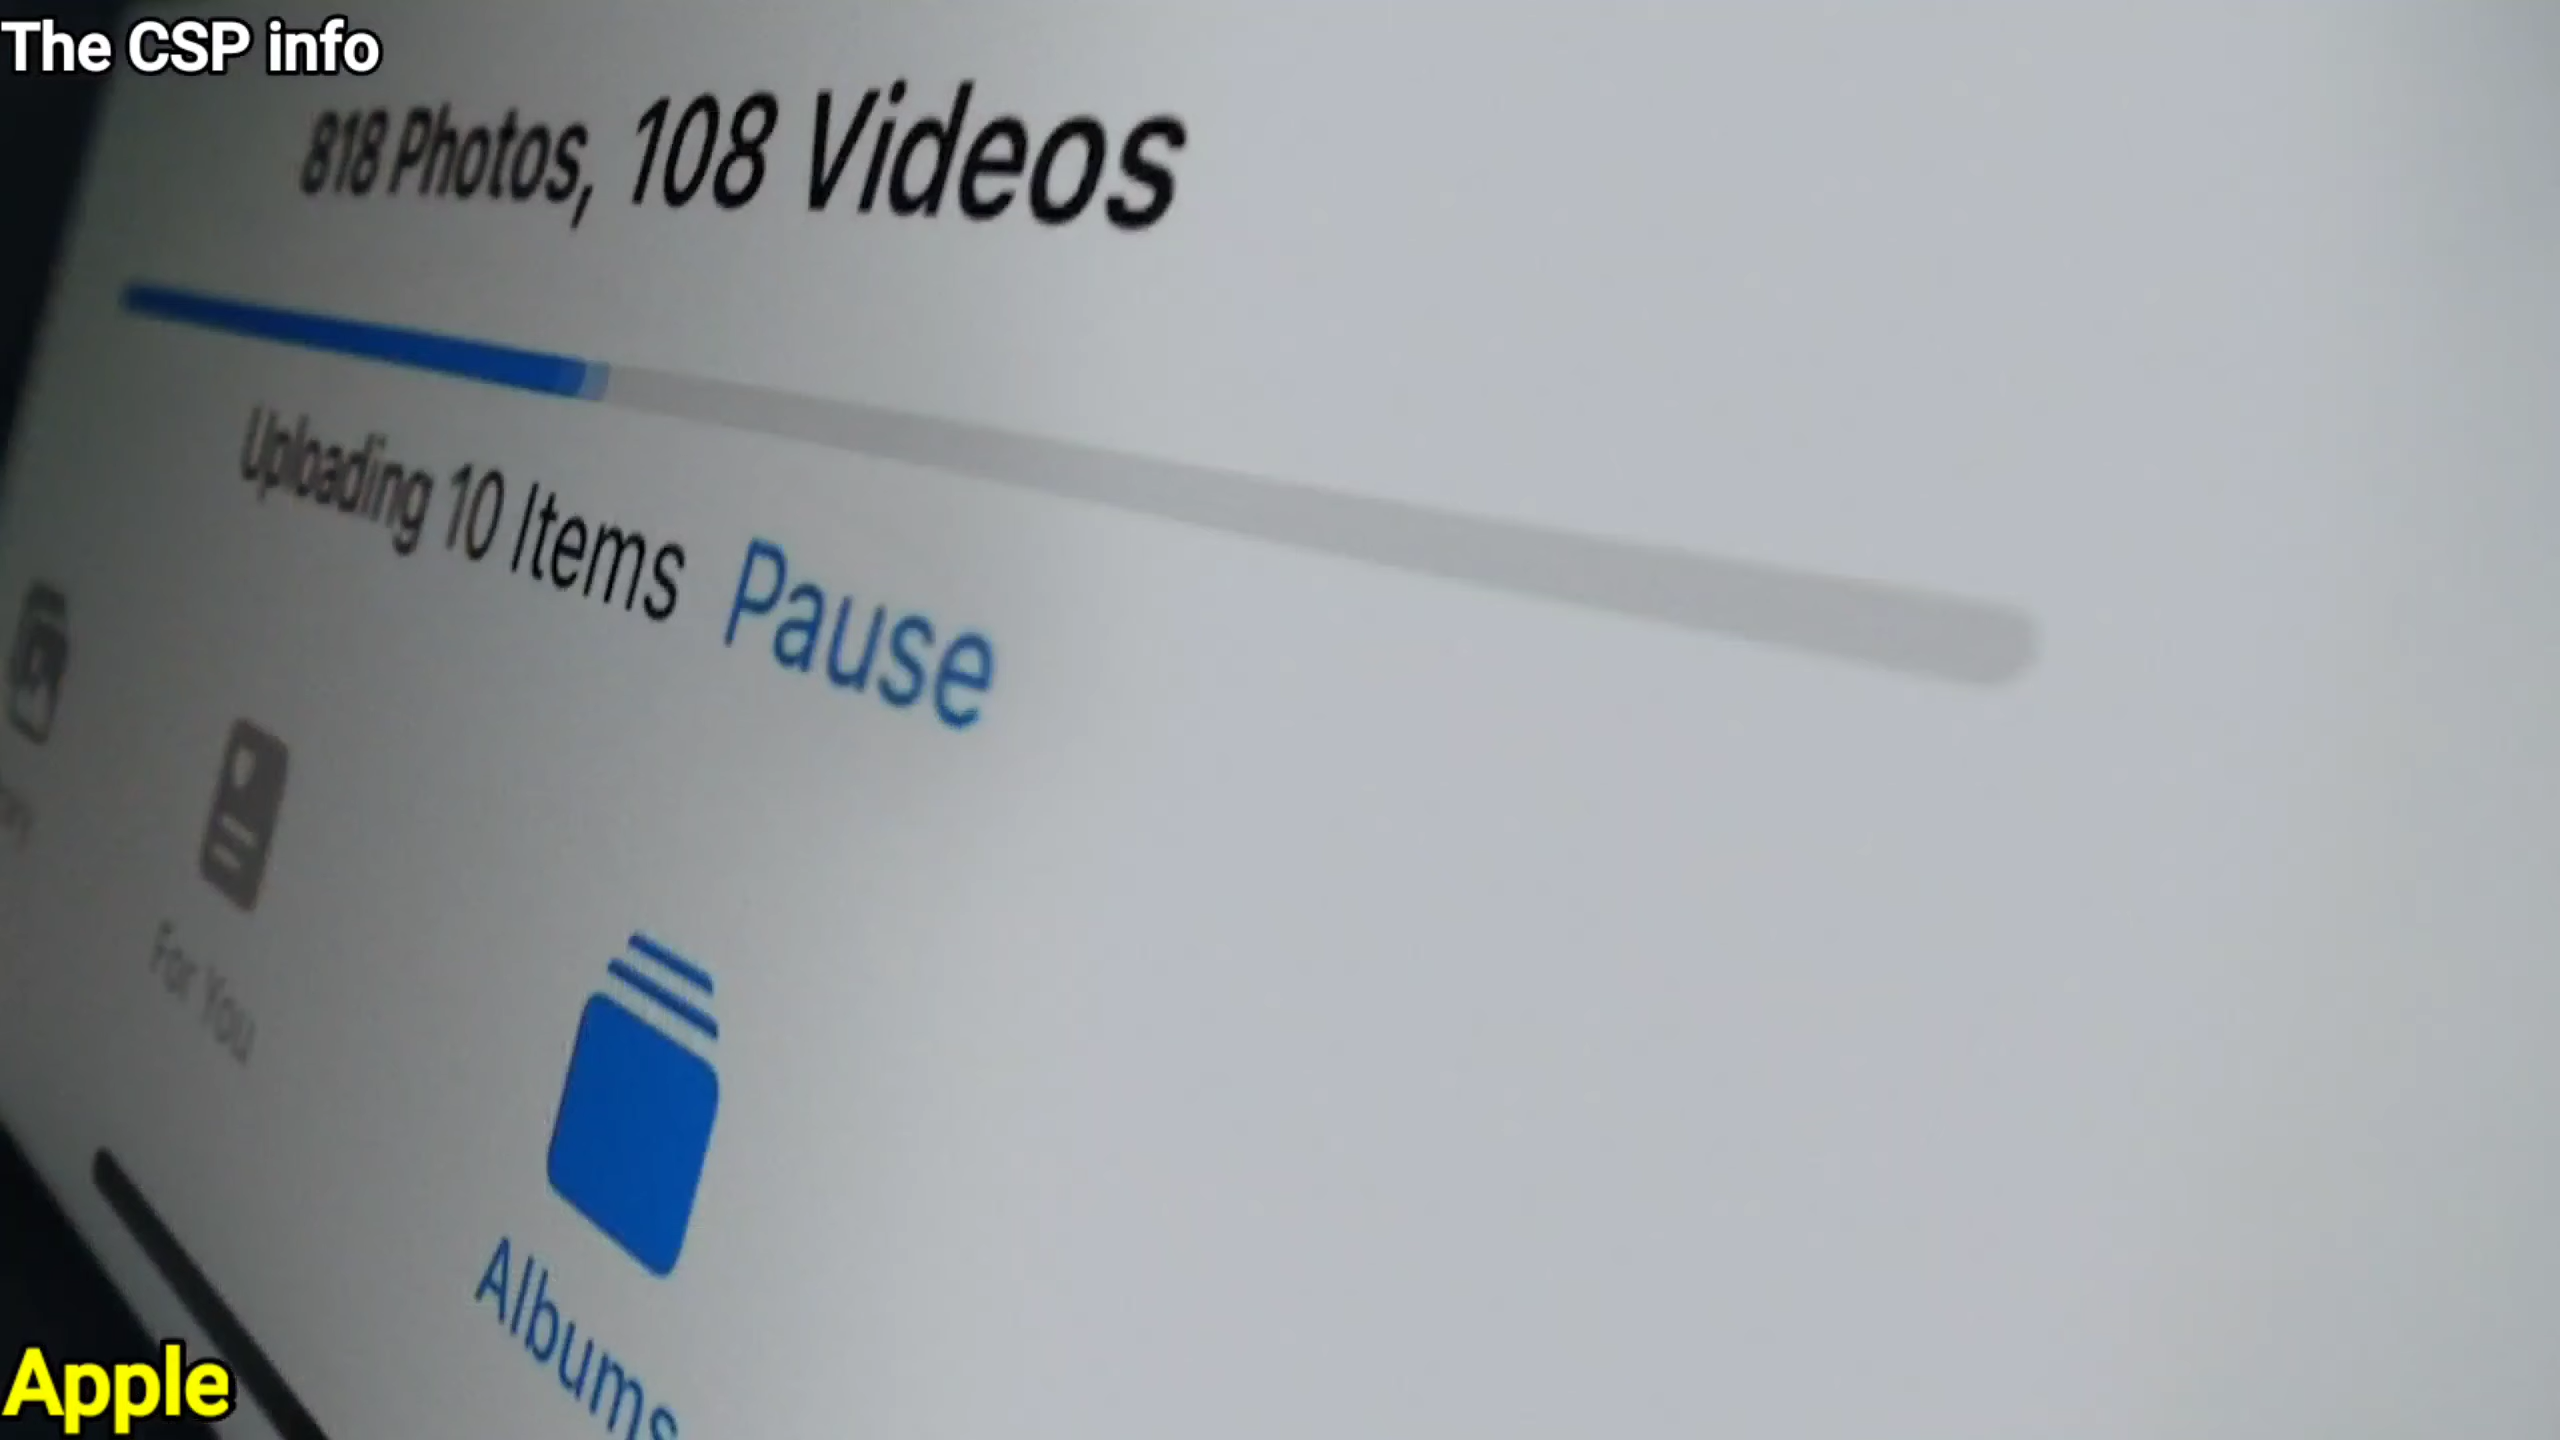 The CSP info
818 Photos, 108 Videos
Uploading 10 Items Pause
For You
Albums
Apple